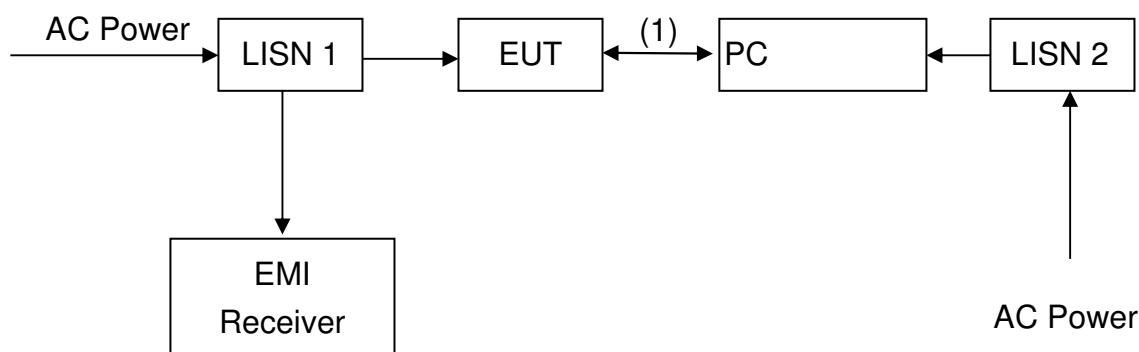 AC Power
LISN 1
EUT
(1)
PC
LISN 2
EMI
Receiver
AC Power